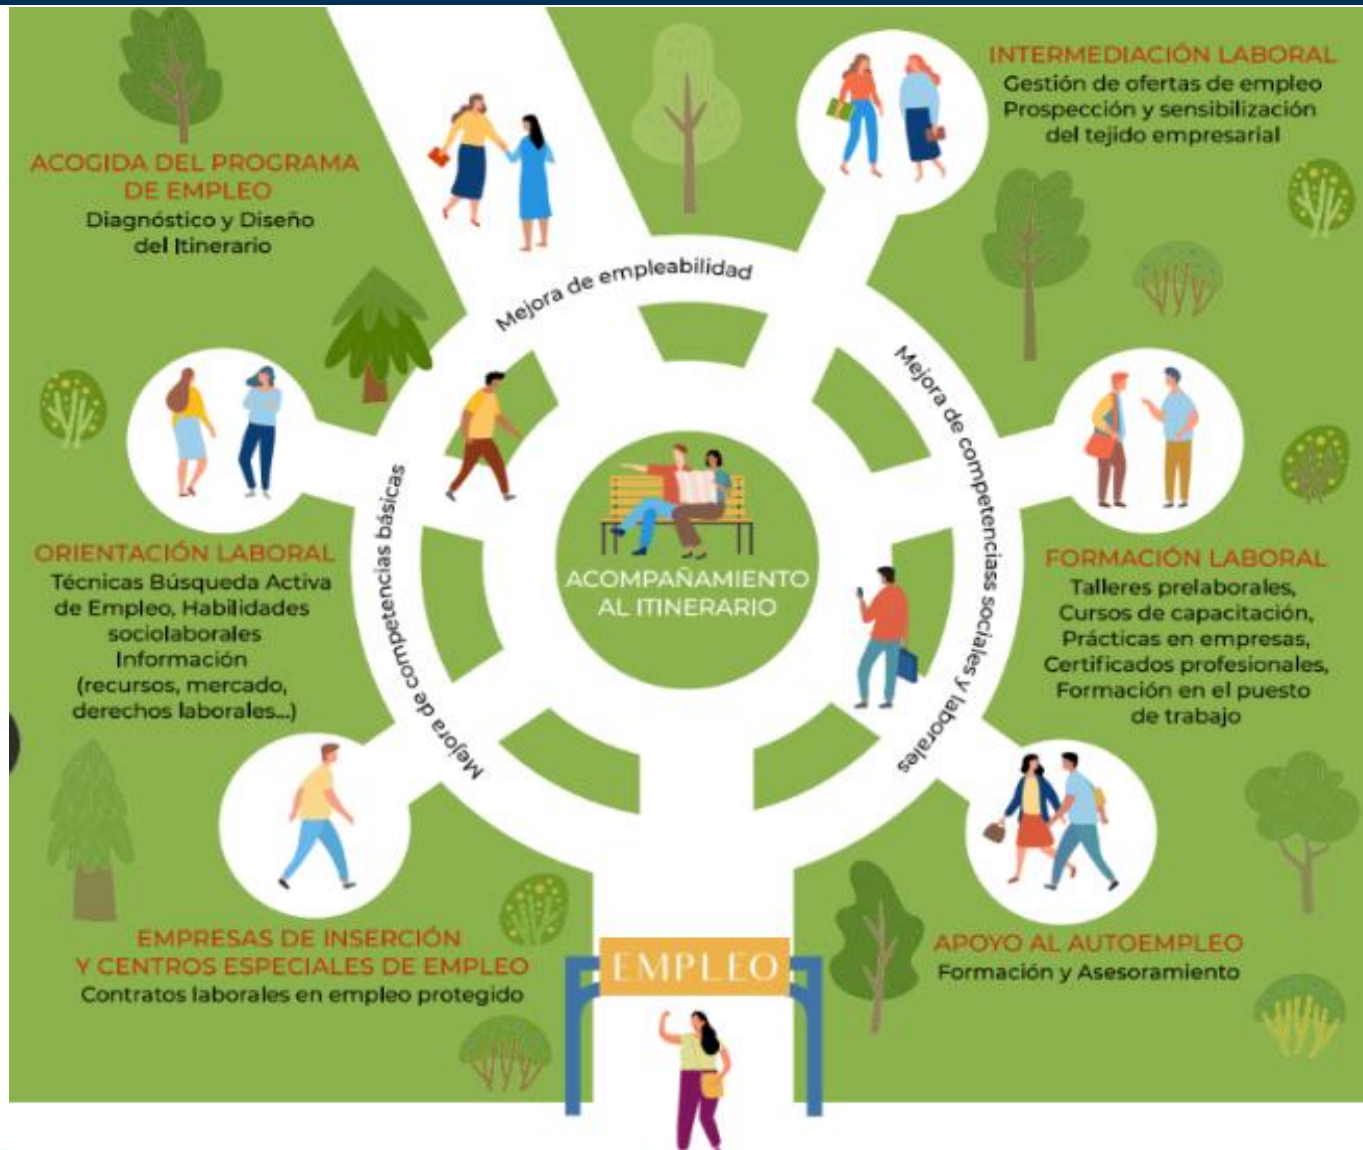 ACOGIDA DEL PROGRAMA
DE EMPLEO
Diagnóstico y Diseño
del Itinerario
INTERMEDIACIÓN LABORAL
Gestión de ofertas de empleo
Prospección y sensibilización
del tejido empresarial
Mejora de empleabilidad
Mejora de competenciass sociales y laborales
Mejora de competencias básicas
ACOMPAÑAMIENTO
AL ITINERARIO
ORIENTACIÓN LABORAL
Técnicas Búsqueda Activa
de Empleo, Habilidades
sociolaborales
Información
(recursos, mercado,
derechos laborales...)
FORMACIÓN LABORAL
Talleres prelaborales,
Cursos de capacitación,
Prácticas en empresas,
Certificados profesionales,
Formación en el puesto
de trabajo
EMPRESAS DE INSERCIÓN
Y CENTROS ESPECIALES DE EMPLEO
Contratos laborales en empleo protegido
APOYO AL AUTOEMPLEO
Formación y Asesoramiento
EMPLEO